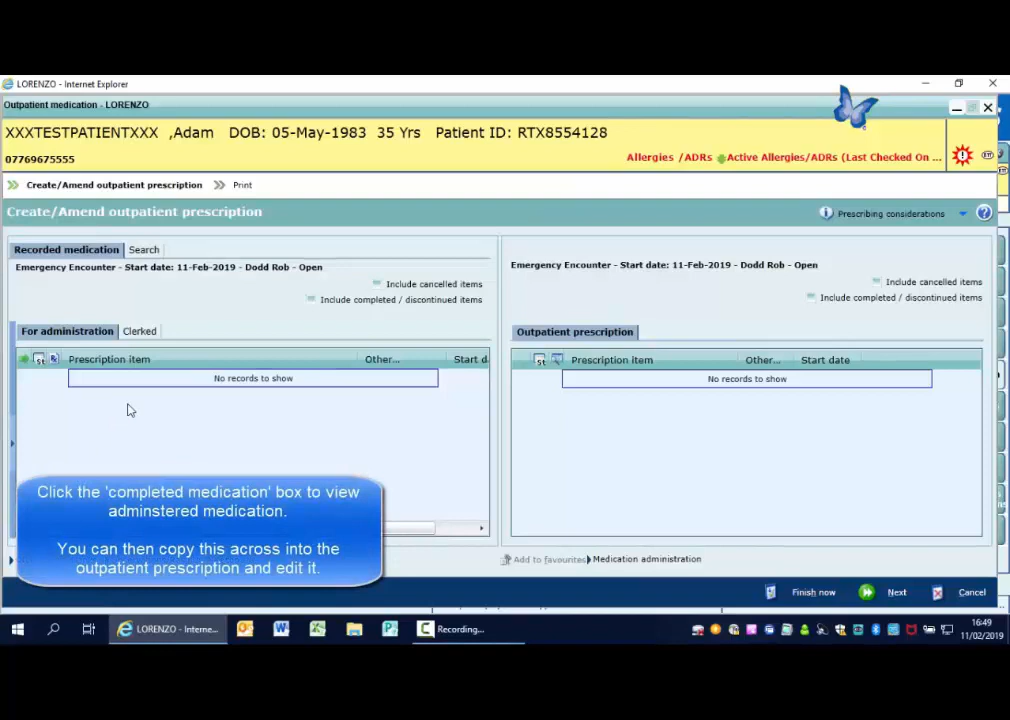 LORENZO - Internet Explorer
Outpatient medication - LORENZO
XXXTESTPATIENTXXX ,Adam DOB: 05-May-1983 35 Yrs Patient ID: RTX8554128
07769675555
Allergies /ADRs Active Allergies/ADRs (Last Checked On ...
Create/Amend outpatient prescription Print
Create/Amend outpatient prescription
Prescribing considerations
Recorded medication Search
Emergency Encounter - Start date: 11-Feb-2019 - Dodd Rob - Open
Include cancelled items
Include completed / discontinued items
For administration Clerked
Prescription item Other... Start d
No records to show
Click the 'completed medication' box to view
adminstered medication.
You can then copy this across into the
outpatient prescription and edit it.
Emergency Encounter - Start date: 11-Feb-2019 - Dodd Rob - Open
Include cancelled items
Include completed / discontinued items
Outpatient prescription
Prescription item Other... Start date
No records to show
Add to favourites Medication administration
Finish now Next Cancel
LORENZO - Interne... Recording...
16:49
11/02/2019